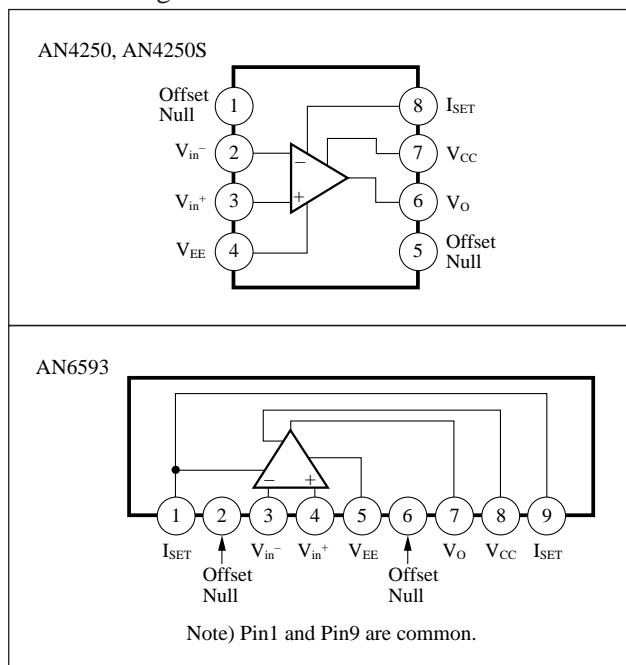 AN4250, AN4250S
Offset
Null
1
8
I_SET
V_in⁻
2
−
7
V_CC
V_in⁺
3
+
6
V_O
V_EE
4
5
Offset
Null
AN6593
− +
1 2 3 4 5 6 7 8 9
I_SET V_in⁻ V_in⁺ V_EE V_O V_CC I_SET
Offset Offset
Null Null
Note) Pin1 and Pin9 are common.